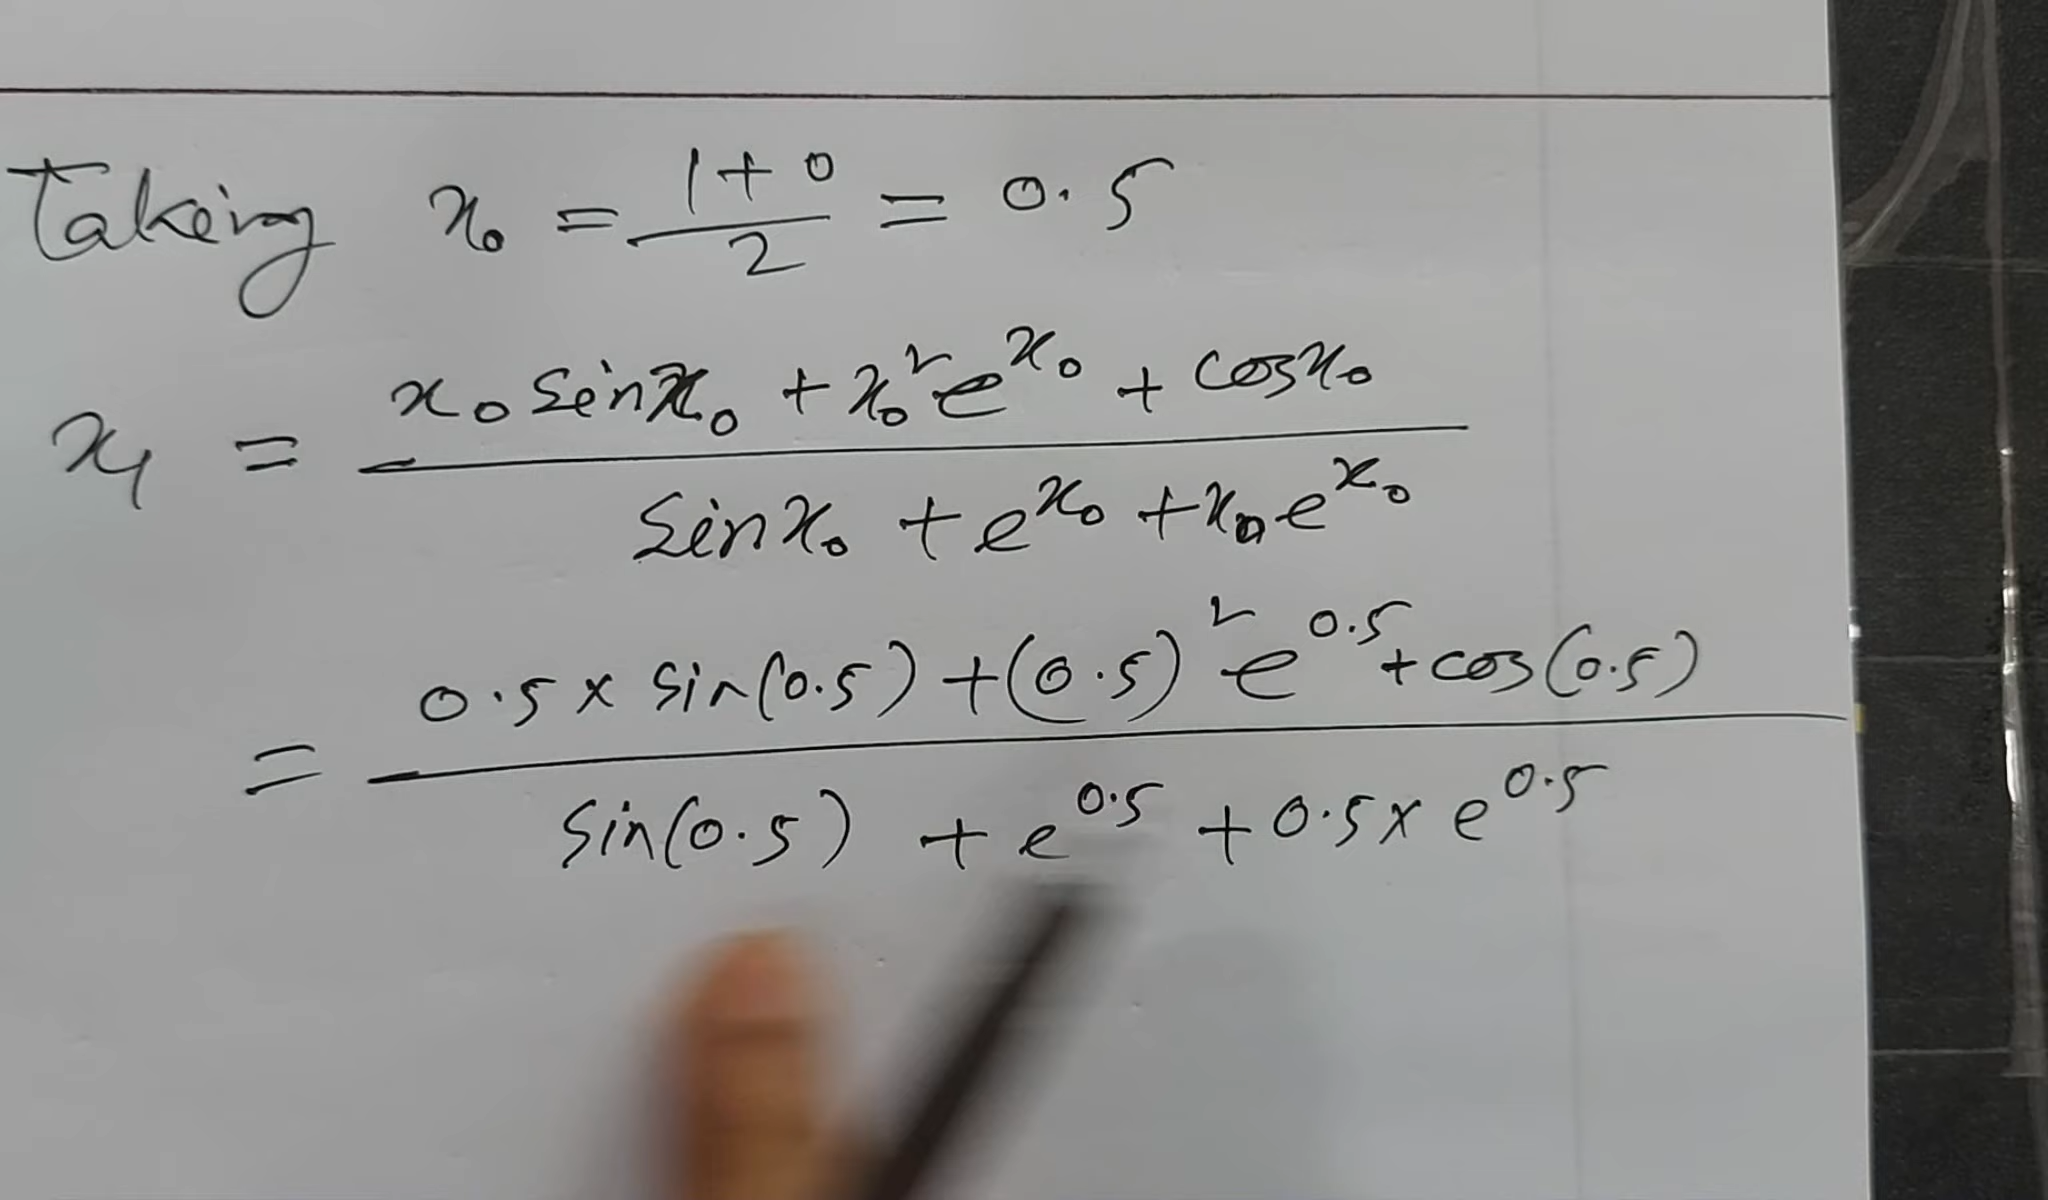 Taking x₀ = (1+0)/2 = 0.5
x₁ = (x₀ sin x₀ + x₀² e^x₀ + cos x₀)/(sin x₀ + e^x₀ + x₀ e^x₀)
= (0.5 × sin(0.5) + (0.5)² e^0.5 + cos(0.5))/(sin(0.5) + e^0.5 + 0.5 × e^0.5)